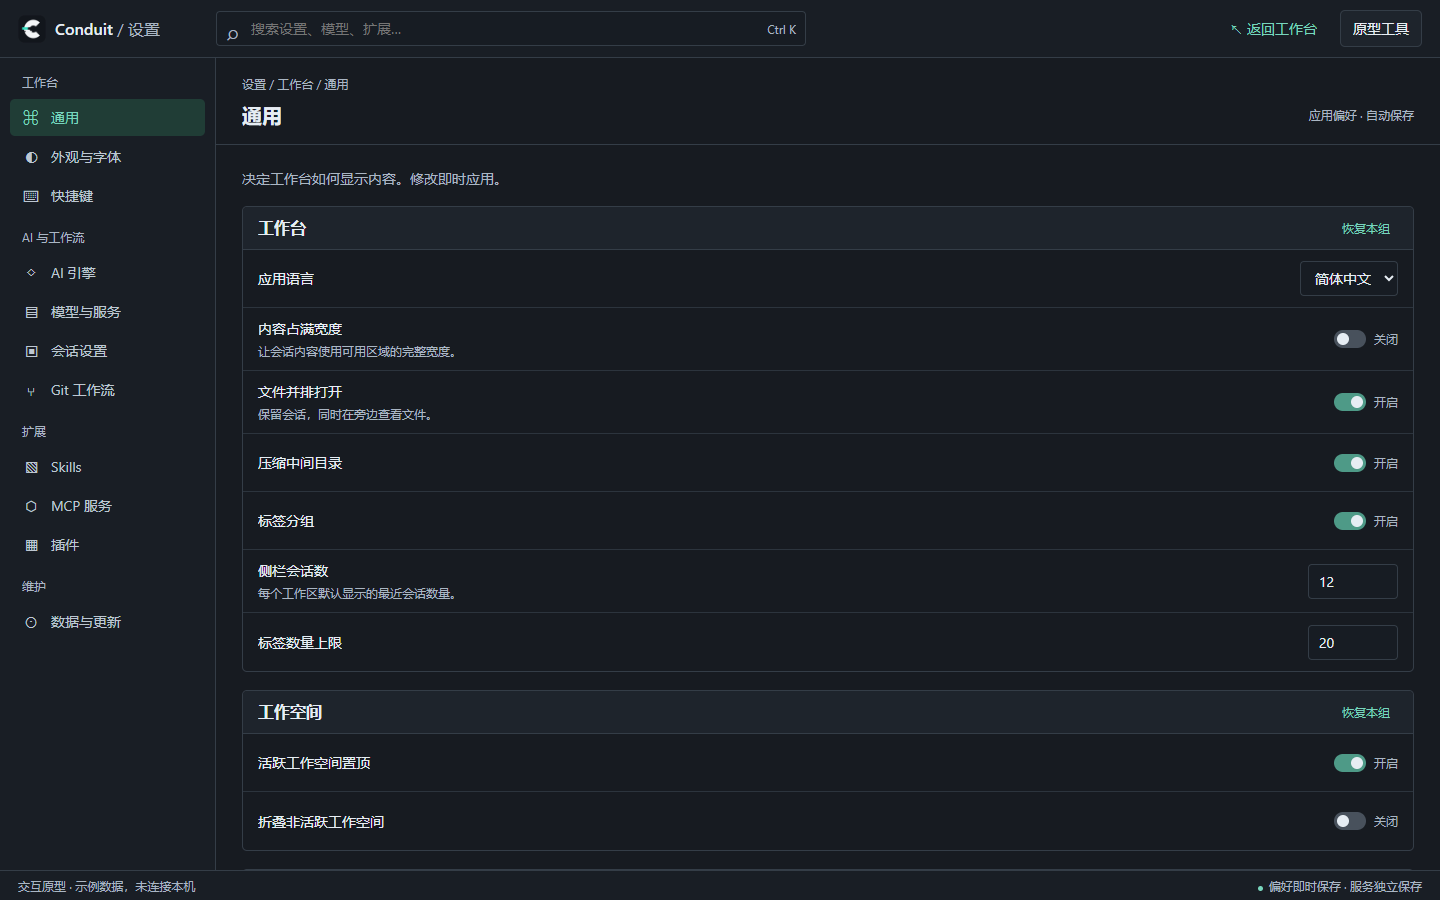 Conduit / 设置
搜索设置、模型、扩展...
Ctrl K
↖ 返回工作台
原型工具
工作台
⌘ 通用
外观与字体
快捷键
AI 与工作流
AI 引擎
模型与服务
会话设置
Git 工作流
扩展
Skills
MCP 服务
插件
维护
数据与更新
设置 / 工作台 / 通用
通用
应用偏好 · 自动保存
决定工作台如何显示内容。修改即时应用。
工作台
恢复本组
应用语言
简体中文
内容占满宽度
让会话内容使用可用区域的完整宽度。
关闭
文件并排打开
保留会话，同时在旁边查看文件。
开启
压缩中间目录
开启
标签分组
开启
侧栏会话数
每个工作区默认显示的最近会话数量。
12
标签数量上限
20
工作空间
恢复本组
活跃工作空间置顶
开启
折叠非活跃工作空间
关闭
交互原型 · 示例数据，未连接本机
● 偏好即时保存 · 服务独立保存